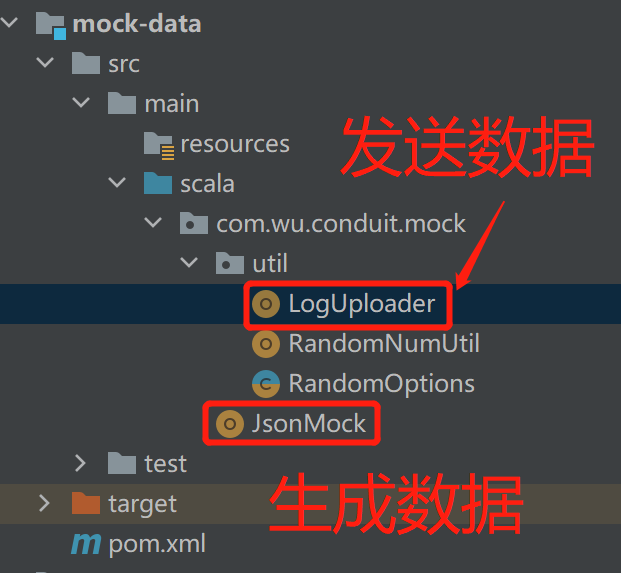 mock-data
src
main
resources
发送数据
scala
com.wu.conduit.mock
util
LogUploader
RandomNumUtil
RandomOptions
JsonMock
test
生成数据
target
pom.xml